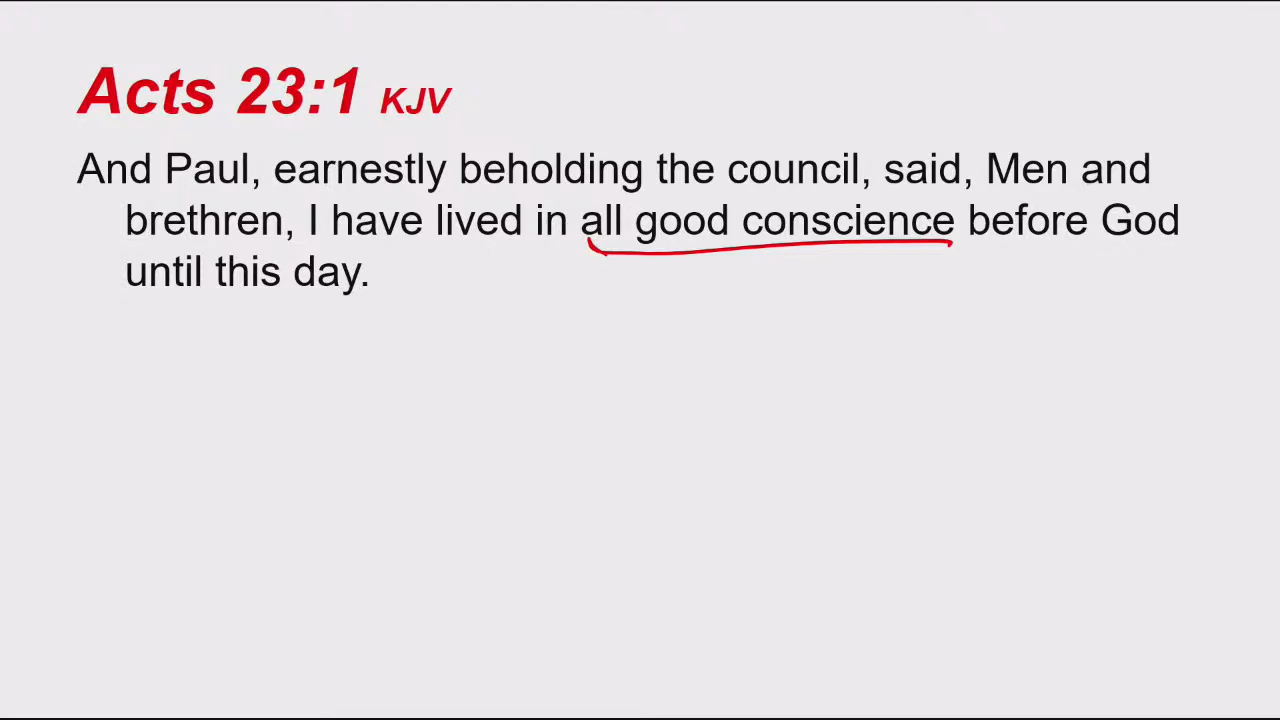 Acts 23:1 KJV
And Paul, earnestly beholding the council, said, Men and
brethren, I have lived in all good conscience before God
until this day.